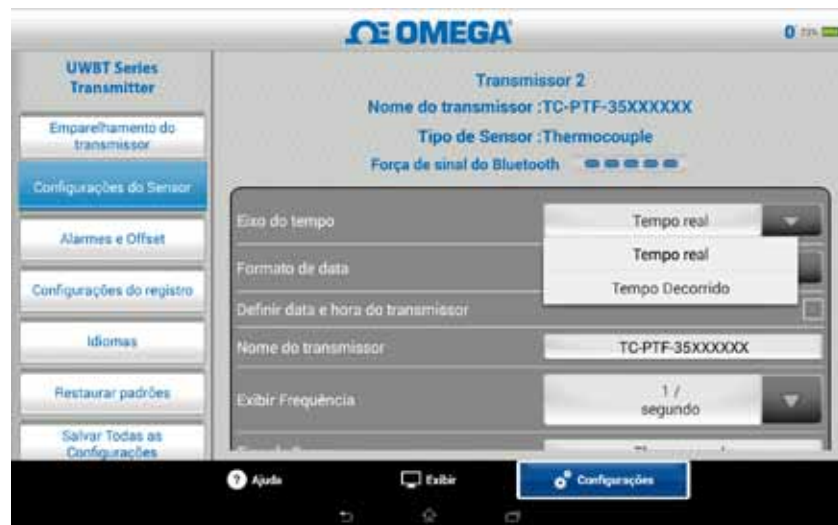 OMEGA
UWBT Series
Transmitter
Emparelhamento do
transmissor
Configurações do Sensor
Alarmes e Offset
Configurações do registro
Idiomas
Restaurar padrões
Salvar Todas as
Configurações
Transmissor 2
Nome do transmissor :TC-PTF-35XXXXXX
Tipo de Sensor :Thermocouple
Força de sinal do Bluetooth
Eixo do tempo
Tempo real
Tempo real
Tempo Decorrido
Formato de data
Definir data e hora do transmissor
Nome do transmissor
TC-PTF-35XXXXXX
Exibir Frequência
1 /
segundo
Ajuda
Exibir
Configurações